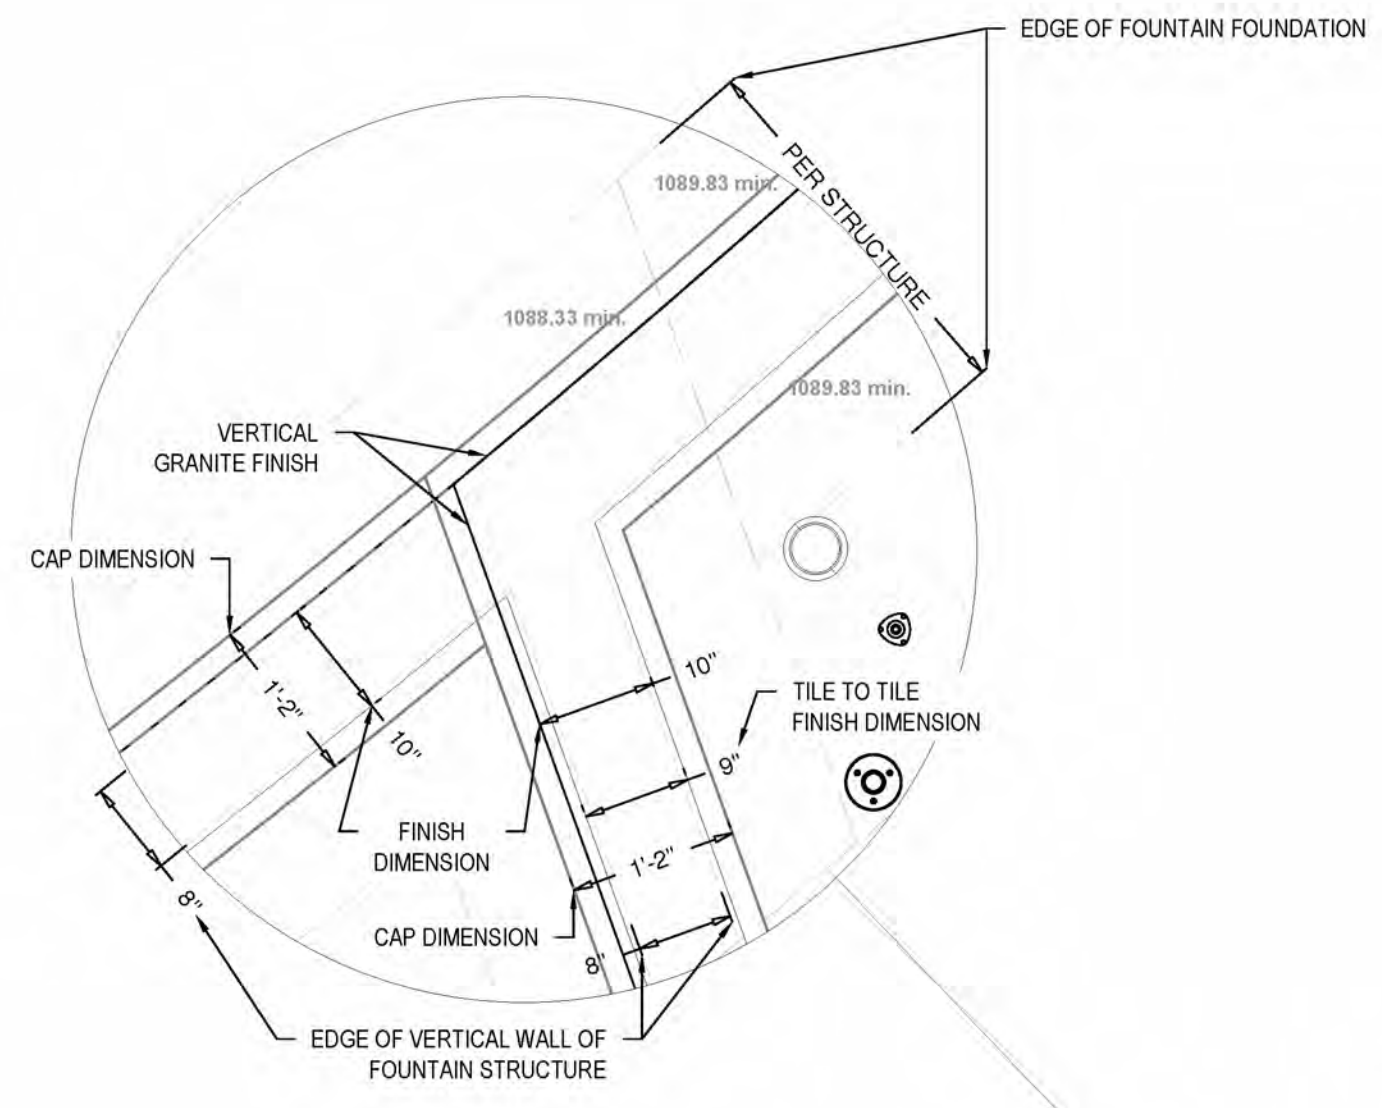 EDGE OF FOUNTAIN FOUNDATION
PER STRUCTURE
1089.83 min.
1088.33 min.
1089.83 min.
VERTICAL
GRANITE FINISH
CAP DIMENSION
1'-2"
10"
10"
TILE TO TILE
FINISH DIMENSION
9"
FINISH
DIMENSION
1'-2"
8"
CAP DIMENSION
8"
EDGE OF VERTICAL WALL OF
FOUNTAIN STRUCTURE